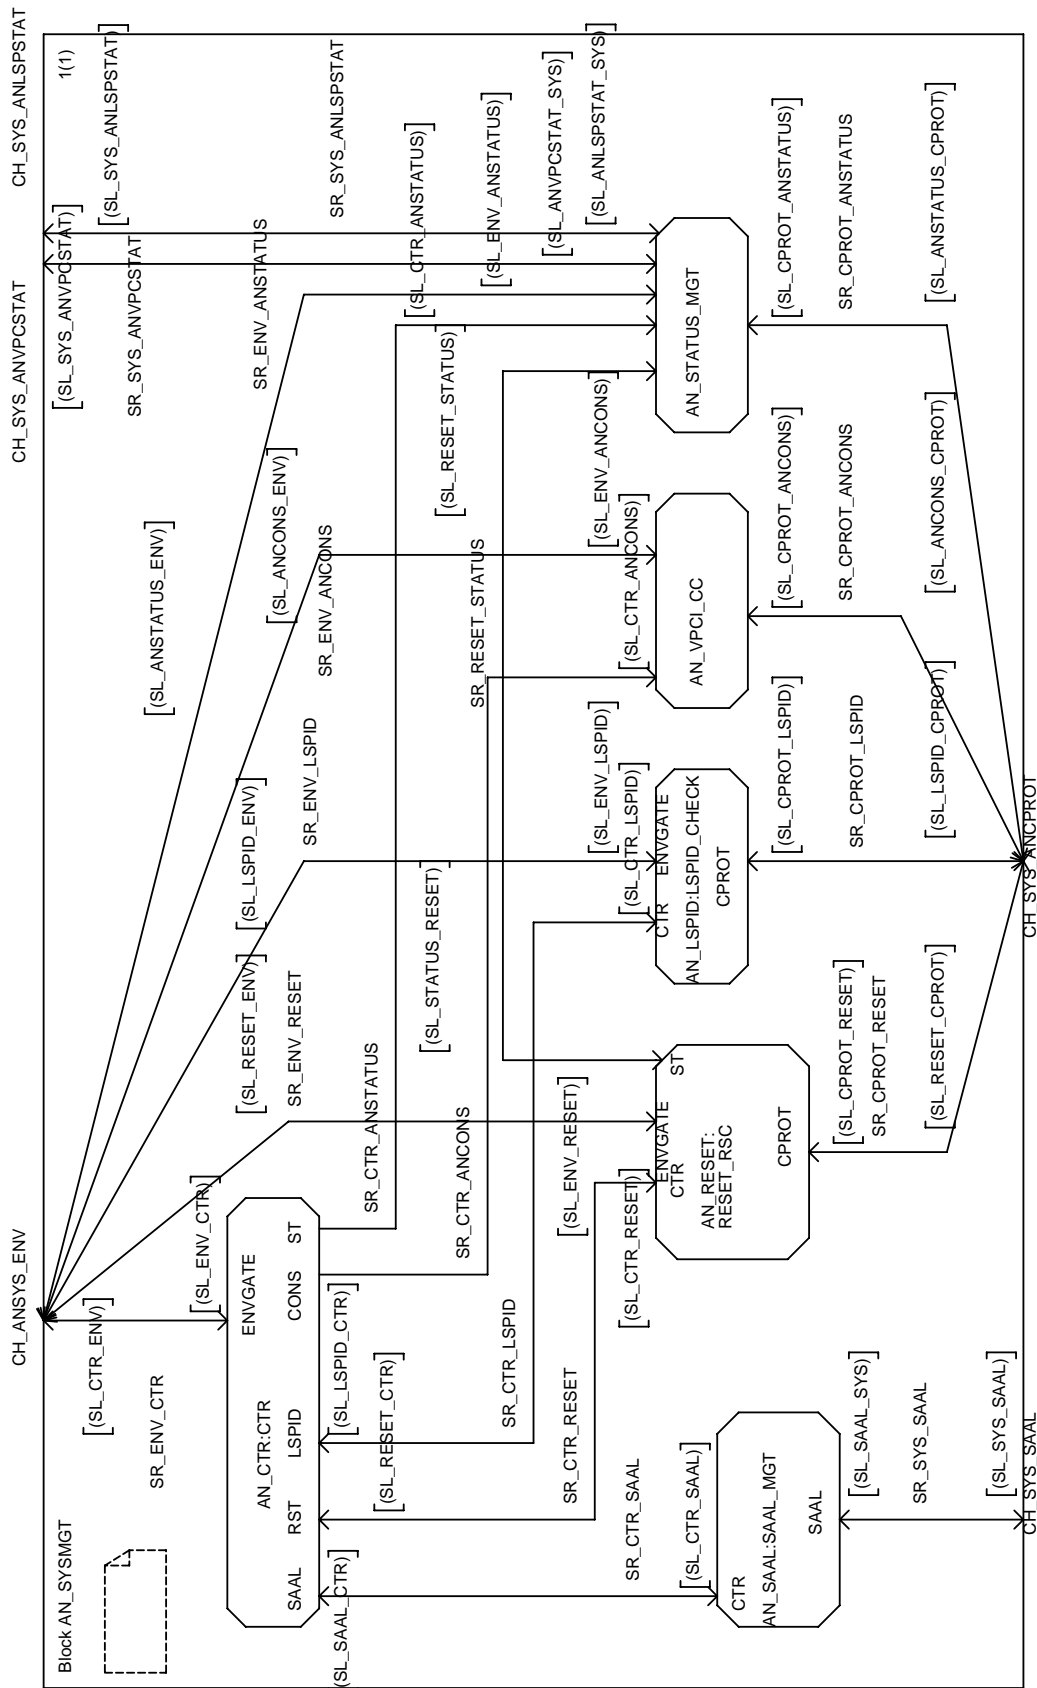 Block AN_SYSMGT
1(1)
CH_ANSYS_ENV
CH_SYS_ANVPCSTAT
CH_SYS_ANLSPSTAT
[(SL_CTR_ENV)]
SR_ENV_CTR
[(SL_ENV_CTR)]
[(SL_RESET_ENV)]
SR_ENV_RESET
[(SL_LSPID_ENV)]
SR_ENV_LSPID
[(SL_ANCONS_ENV)]
SR_ENV_ANCONS
[(SL_ANSTATUS_ENV)]
SR_ENV_ANSTATUS
[(SL_SYS_ANVPCSTAT)]
SR_SYS_ANVPCSTAT
[(SL_SYS_ANLSPSTAT)]
SR_SYS_ANLSPSTAT
ENVGATE
AN_CTR:CTR
SAAL
RST
LSPID
CONS
ST
[(SL_SAAL_CTR)]
[(SL_RESET_CTR)]
[(SL_LSPID_CTR)]
SR_CTR_ANSTATUS
SR_CTR_ANCONS
SR_CTR_LSPID
SR_CTR_RESET
SR_CTR_SAAL
[(SL_STATUS_RESET)]
SR_RESET_STATUS
[(SL_RESET_STATUS)]
[(SL_CTR_ANSTATUS)]
[(SL_ENV_ANSTATUS)]
[(SL_ANVPCSTAT_SYS)]
[(SL_ANLSPSTAT_SYS)]
[(SL_CTR_SAAL)]
[(SL_CTR_RESET)]
[(SL_ENV_RESET)]
[(SL_CTR_LSPID)]
[(SL_ENV_LSPID)]
[(SL_CTR_ANCONS)]
[(SL_ENV_ANCONS)]
CTR
AN_SAAL:SAAL_MGT
SAAL
CTR
ENVGATE
ST
AN_RESET:
RESET_RSC
CPROT
CTR
ENVGATE
AN_LSPID:LSPID_CHECK
CPROT
AN_VPCI_CC
AN_STATUS_MGT
[(SL_SAAL_SYS)]
SR_SYS_SAAL
[(SL_SYS_SAAL)]
[(SL_CPROT_RESET)]
SR_CPROT_RESET
[(SL_RESET_CPROT)]
[(SL_CPROT_LSPID)]
SR_CPROT_LSPID
[(SL_LSPID_CPROT)]
[(SL_CPROT_ANCONS)]
SR_CPROT_ANCONS
[(SL_ANCONS_CPROT)]
[(SL_CPROT_ANSTATUS)]
SR_CPROT_ANSTATUS
[(SL_ANSTATUS_CPROT)]
CH_SYS_SAAL
CH_SYS_ANCPROT